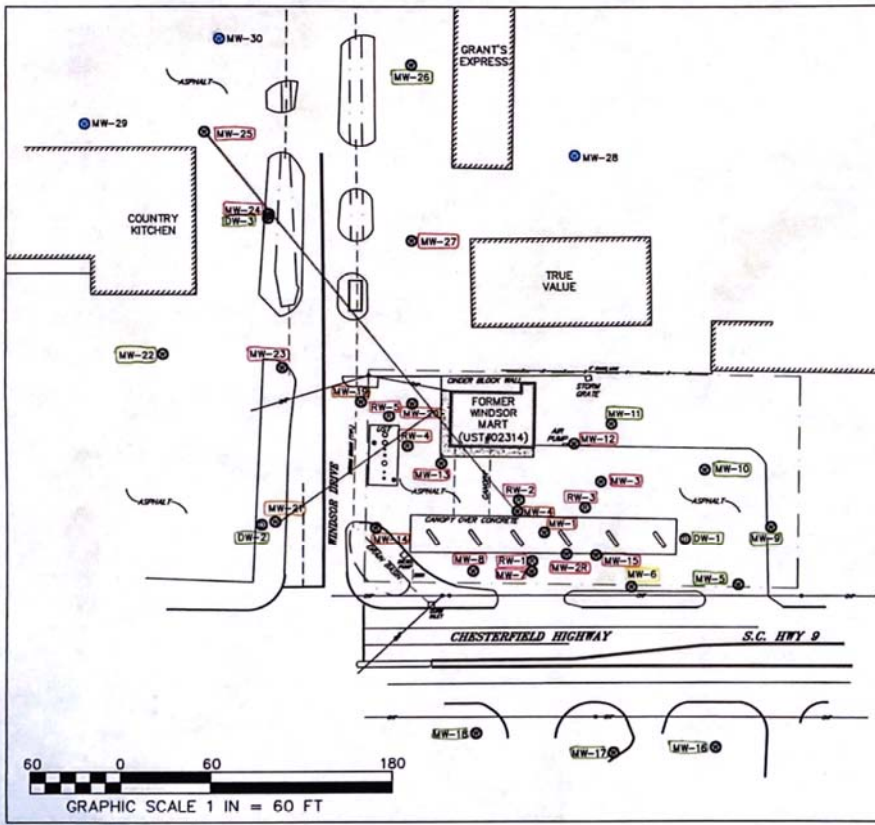 MW-30
GRANT'S
EXPRESS
MW-26
ASPHALT
MW-29
MW-25
MW-28
COUNTRY
KITCHEN
MW-24
DW-3
MW-27
TRUE
VALUE
MW-22
MW-23
CINDER BLOCK WALL
STORM
GRATE
MW-19
RW-5
MW-20
FORMER
WINDSOR
MART
(UST#02314)
MW-11
UST
RW-4
AIR
PUMP
MW-12
MW-13
MW-10
MW-3
WINDSOR DRIVE
ASPHALT
ASPHALT
CANOPY
RW-2
RW-3
MW-4
ASPHALT
MW-21
DW-2
MW-14
CANOPY OVER CONCRETE
MW-1
DW-1
MW-9
MW-8
RW-1
MW-7
MW-2R
MW-15
MW-6
MW-5
CHESTERFIELD HIGHWAY
S.C. HWY 9
MW-18
MW-17
MW-16
60 0 60 180
GRAPHIC SCALE 1 IN = 60 FT